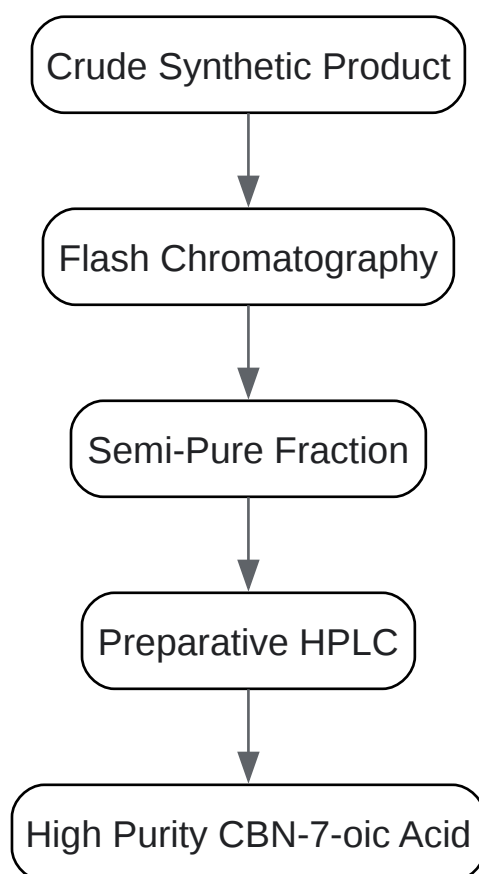 Crude Synthetic Product
Flash Chromatography
Semi-Pure Fraction
Preparative HPLC
High Purity CBN-7-oic Acid